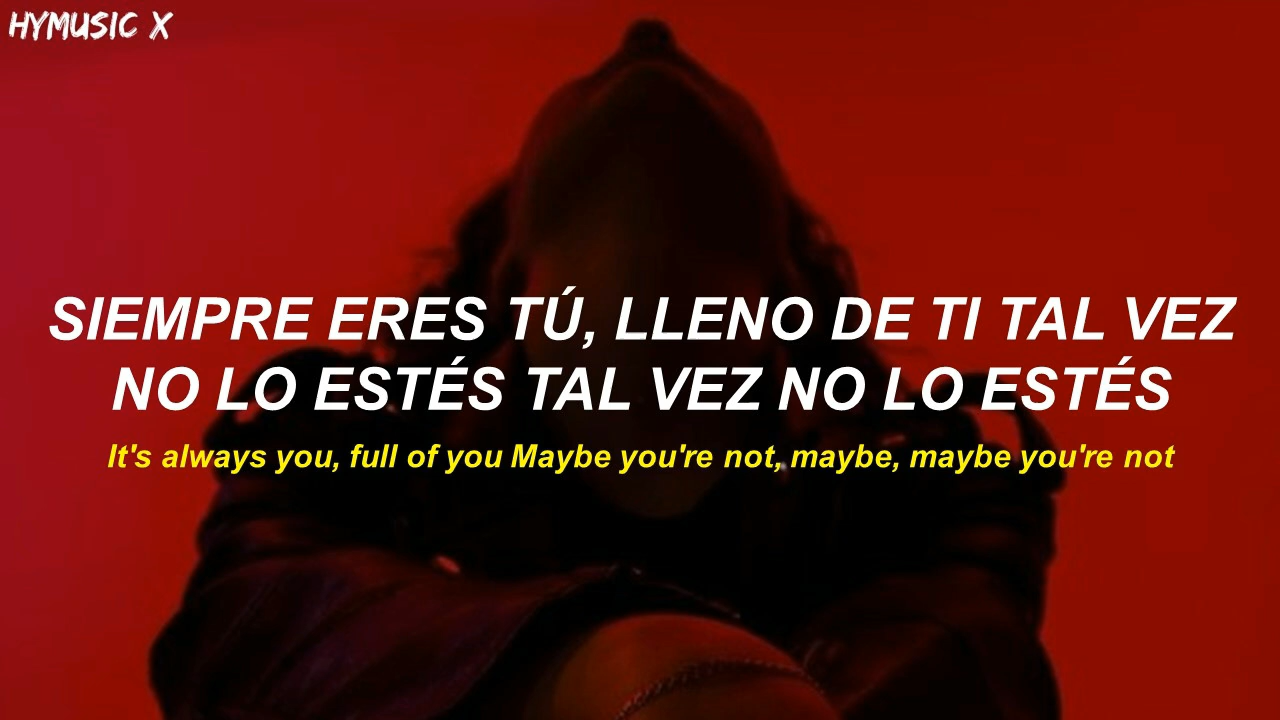 HYMUSIC X
SIEMPRE ERES TÚ, LLENO DE TI TAL VEZ
NO LO ESTÉS TAL VEZ NO LO ESTÉS
It's always you, full of you Maybe you're not, maybe, maybe you're not